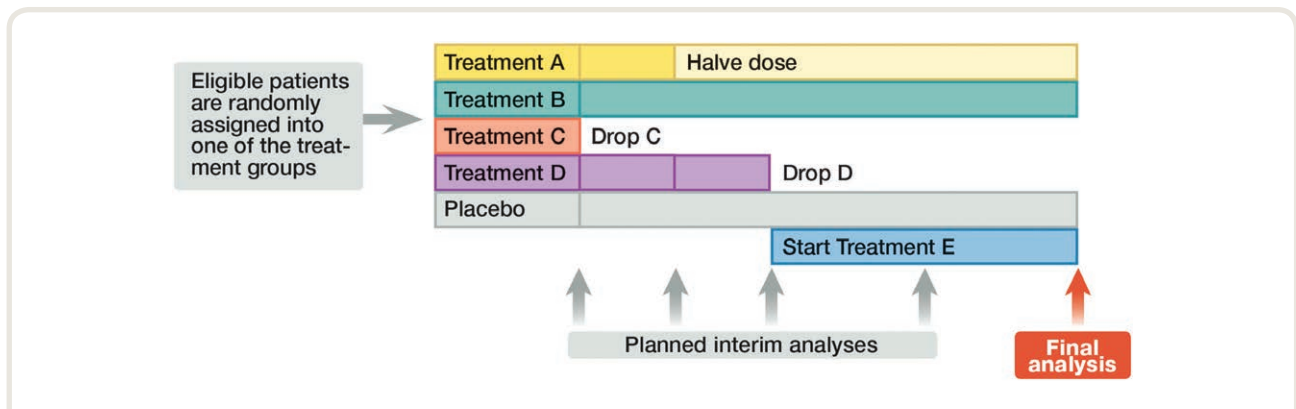 Eligible patients
are randomly
assigned into
one of the treat-
ment groups
Treatment A
Halve dose
Treatment B
Treatment C
Drop C
Treatment D
Drop D
Placebo
Start Treatment E
Planned interim analyses
Final
analysis